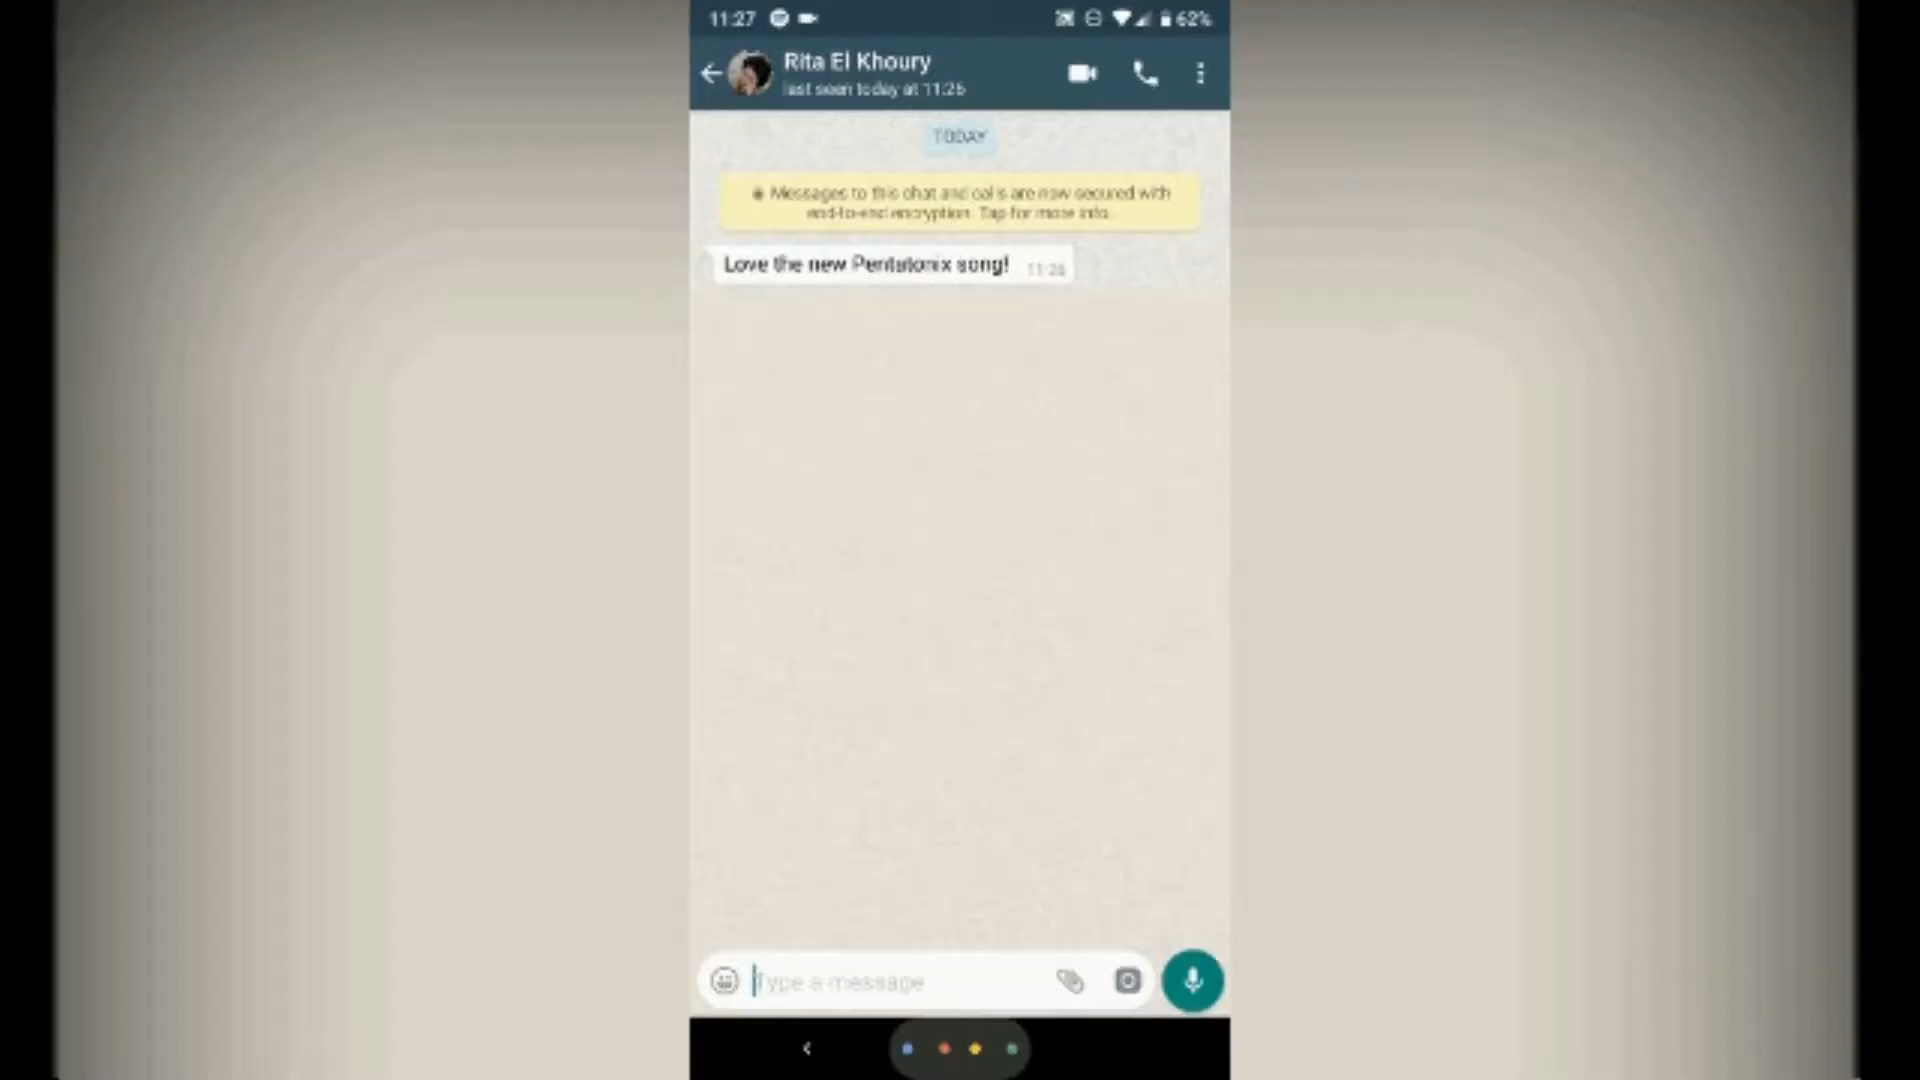 11:27 62%
Rita El Khoury
last seen today at 11:26
TODAY
Messages to this chat and calls are now secured with
end-to-end encryption. Tap for more info.
Love the new Pentatonix song! 11:26
Type a message